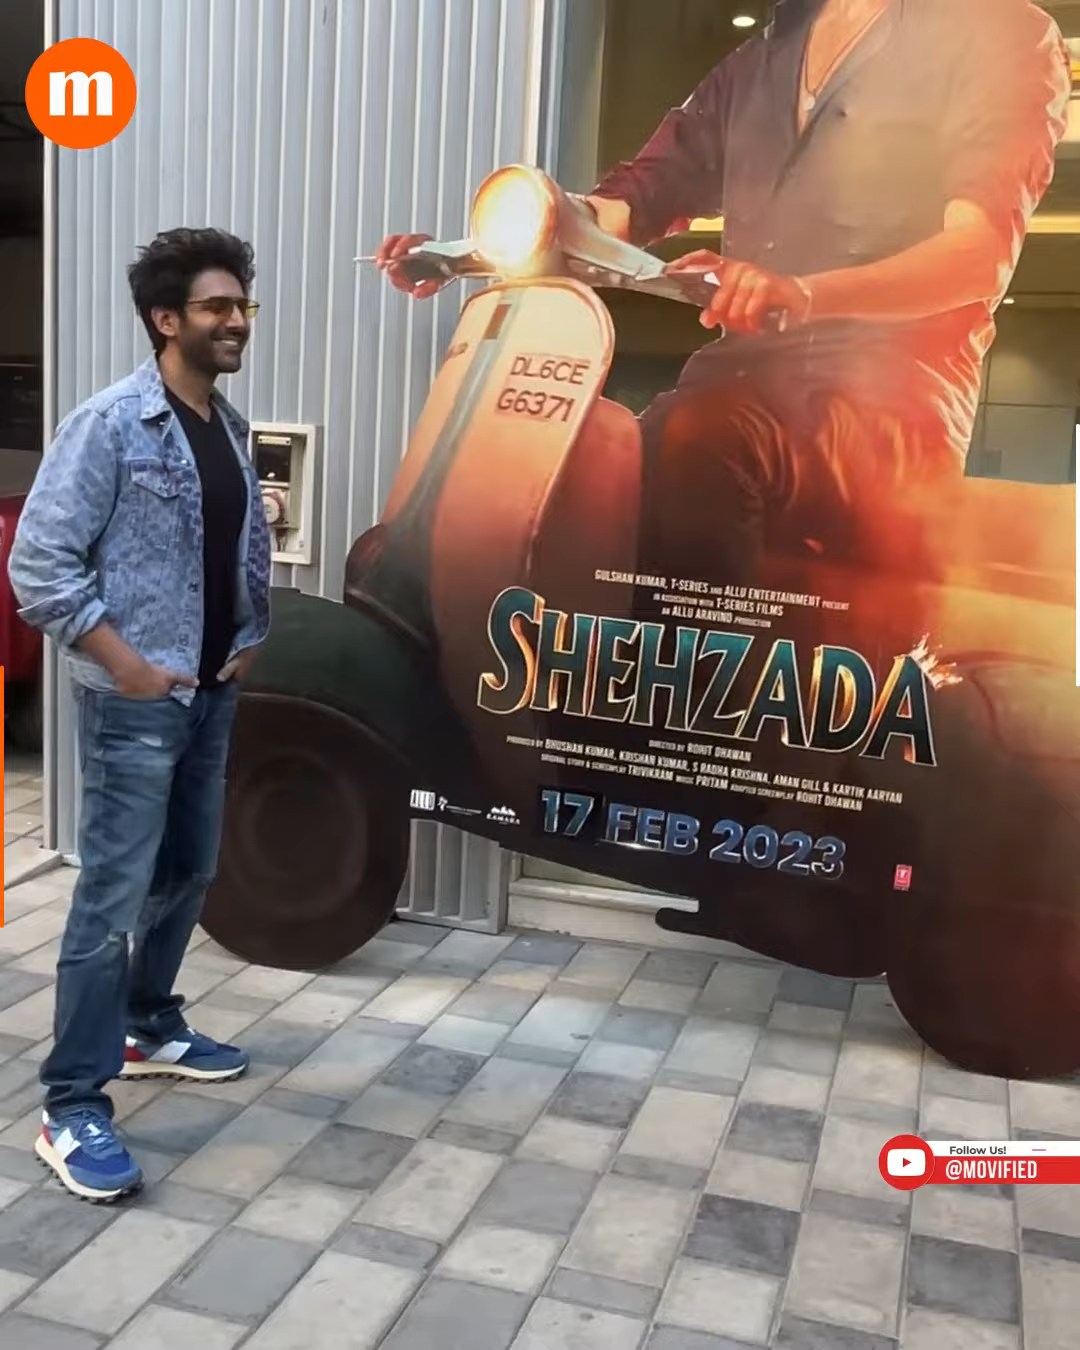 m
DL6CE
G6371
GULSHAN KUMAR, T-SERIES AND ALLU ENTERTAINMENT PRESENT
IN ASSOCIATION WITH T-SERIES FILMS
AN ALLU ARAVIND PRODUCTION
SHEHZADA
DIRECTED BY ROHIT DHAWAN
PRODUCED BY BHUSHAN KUMAR, KRISHAN KUMAR, S RADHA KRISHNA, AMAN GILL & KARTIK AARYAN
ORIGINAL STORY & SCREENPLAY TRIVIKRAM MUSIC PRITAM ADAPTED SCREENPLAY ROHIT DHAWAN
17 FEB 2023
Follow Us!
@MOVIFIED